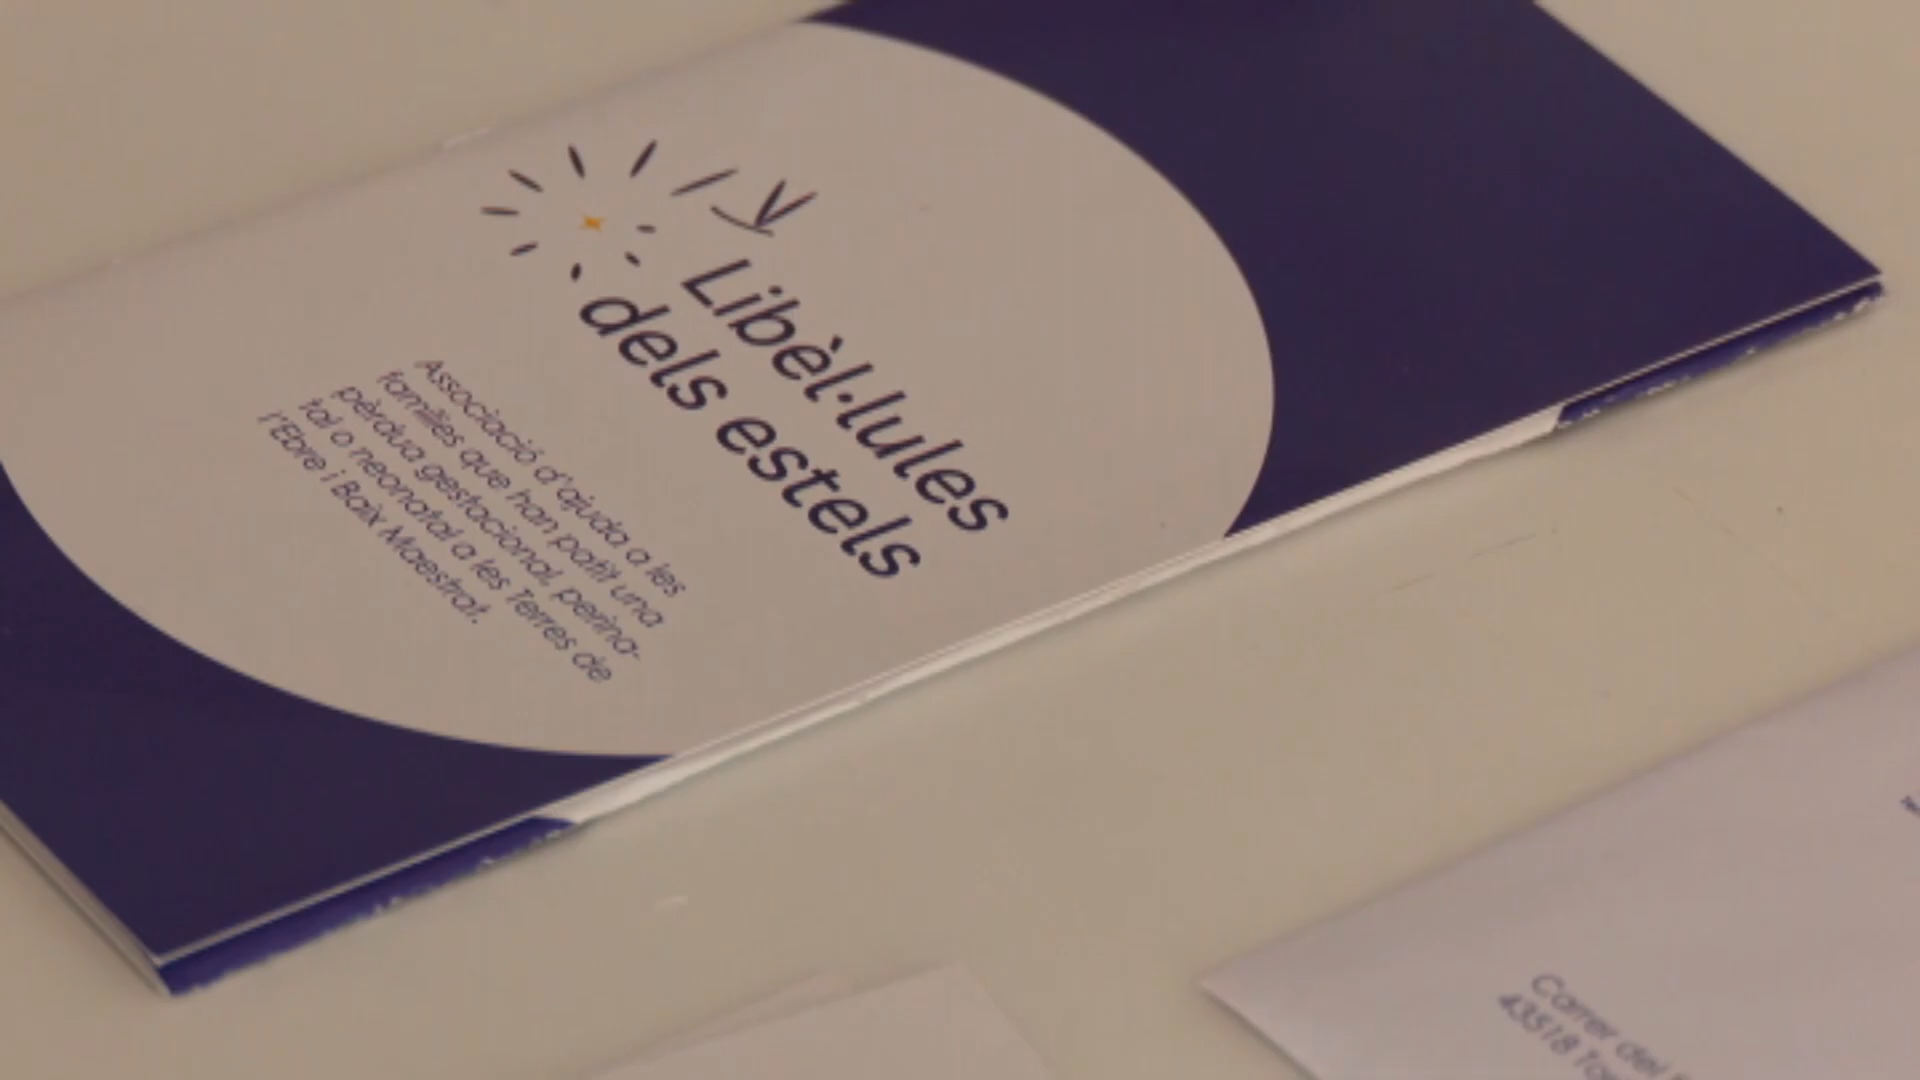 Libèl·lules
dels estels
Associació d'ajuda a les
famílies que han patit una
pèrdua gestacional, perina-
tal o neonatal a les Terres de
l'Ebre i Baix Maestrat.
Carrer del
43518